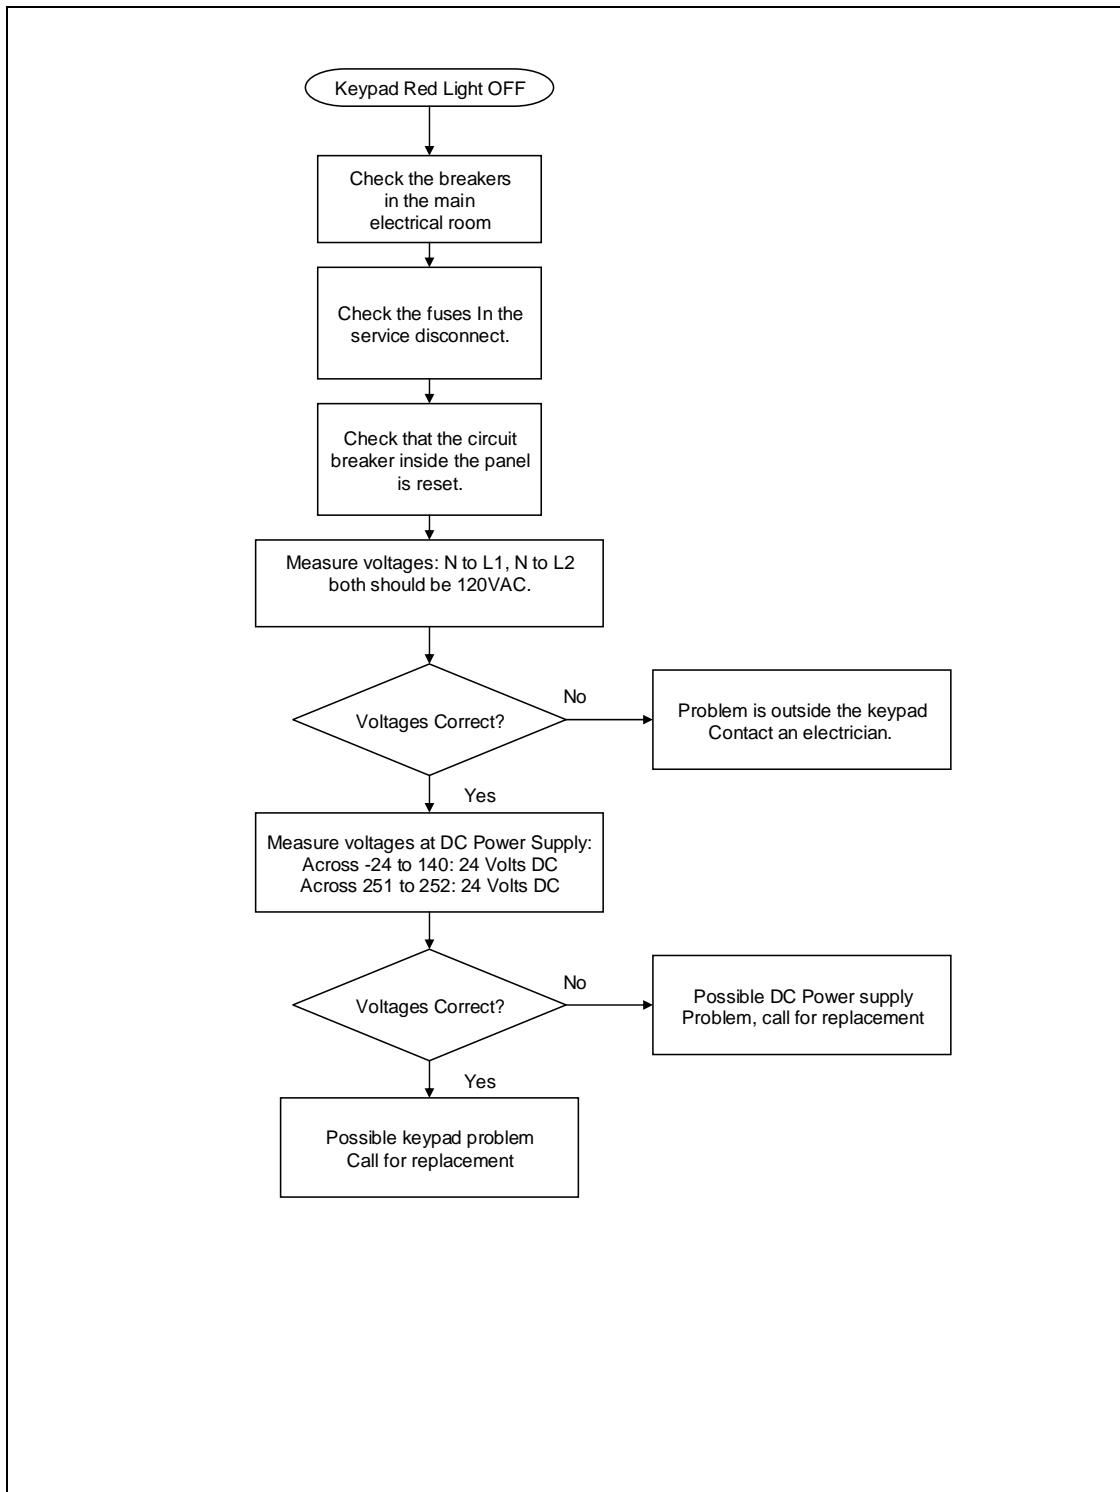 Keypad Red Light OFF
Check the breakers
in the main
electrical room
Check the fuses In the
service disconnect.
Check that the circuit
breaker inside the panel
is reset.
Measure voltages: N to L1, N to L2
both should be 120VAC.
Voltages Correct?
No
Problem is outside the keypad
Contact an electrician.
Yes
Measure voltages at DC Power Supply:
Across -24 to 140: 24 Volts DC
Across 251 to 252: 24 Volts DC
Voltages Correct?
No
Possible DC Power supply
Problem, call for replacement
Yes
Possible keypad problem
Call for replacement